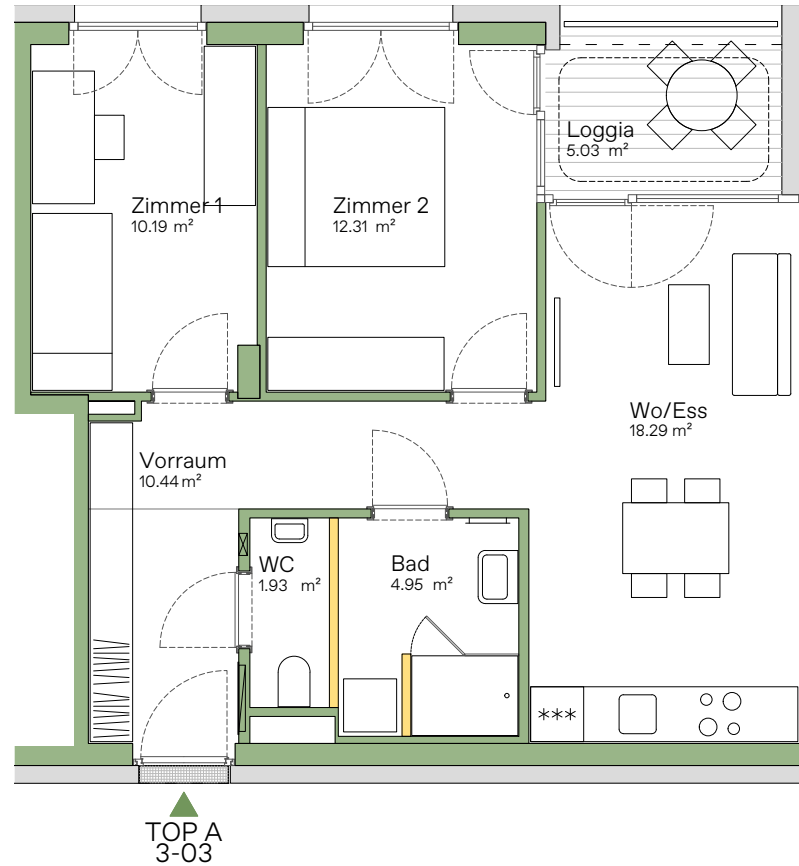 Loggia
5.03 m²
Zimmer 1
10.19 m²
Zimmer 2
12.31 m²
Wo/Ess
18.29 m²
Vorraum
10.44 m²
WC
1.93 m²
Bad
4.95 m²
***
TOP A
3-03